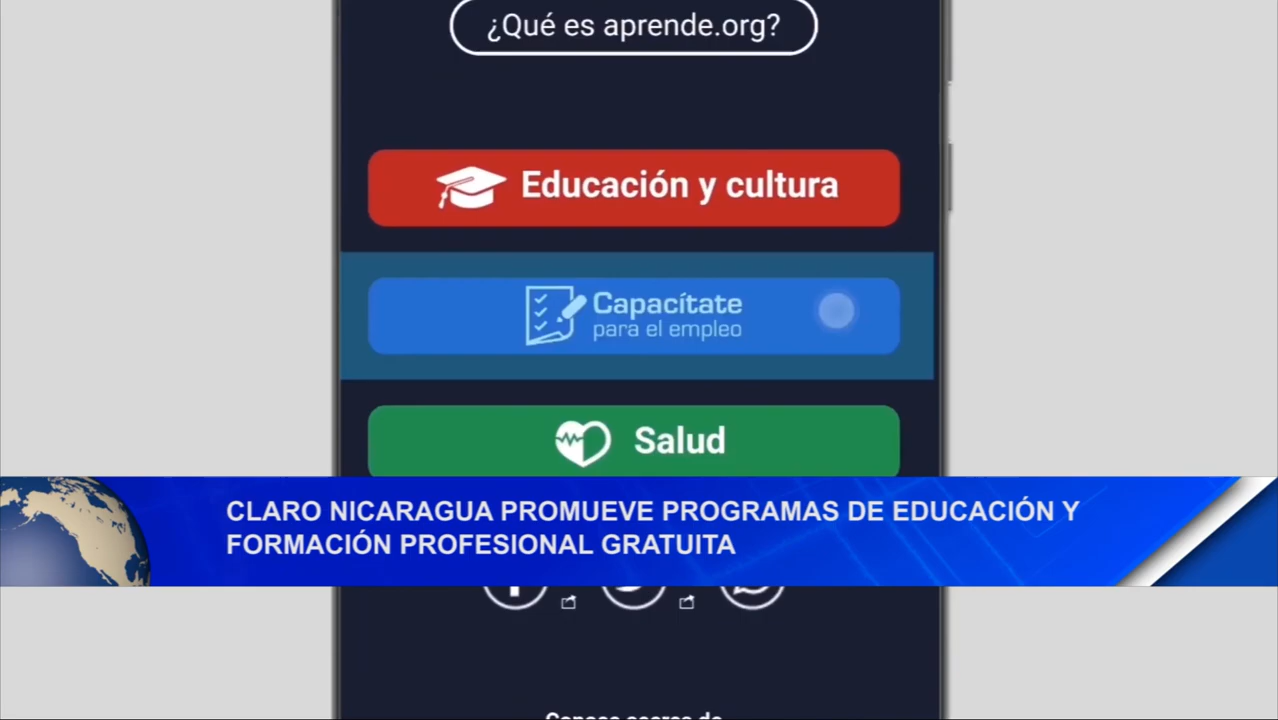 ¿Qué es aprende.org?
Educación y cultura
Capacítate
para el empleo
Salud
CLARO NICARAGUA PROMUEVE PROGRAMAS DE EDUCACIÓN Y
FORMACIÓN PROFESIONAL GRATUITA